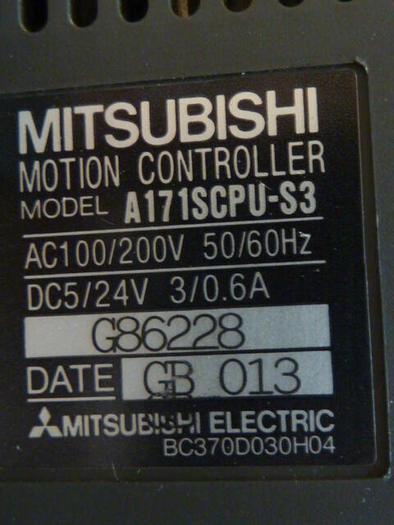 MITSUBISHI
MOTION CONTROLLER
MODEL A171SCPU-S3
AC100/200V 50/60Hz
DC5/24V 3/0.6A
G86228
DATE GB 013
MITSUBISHI ELECTRIC
BC370D030H04